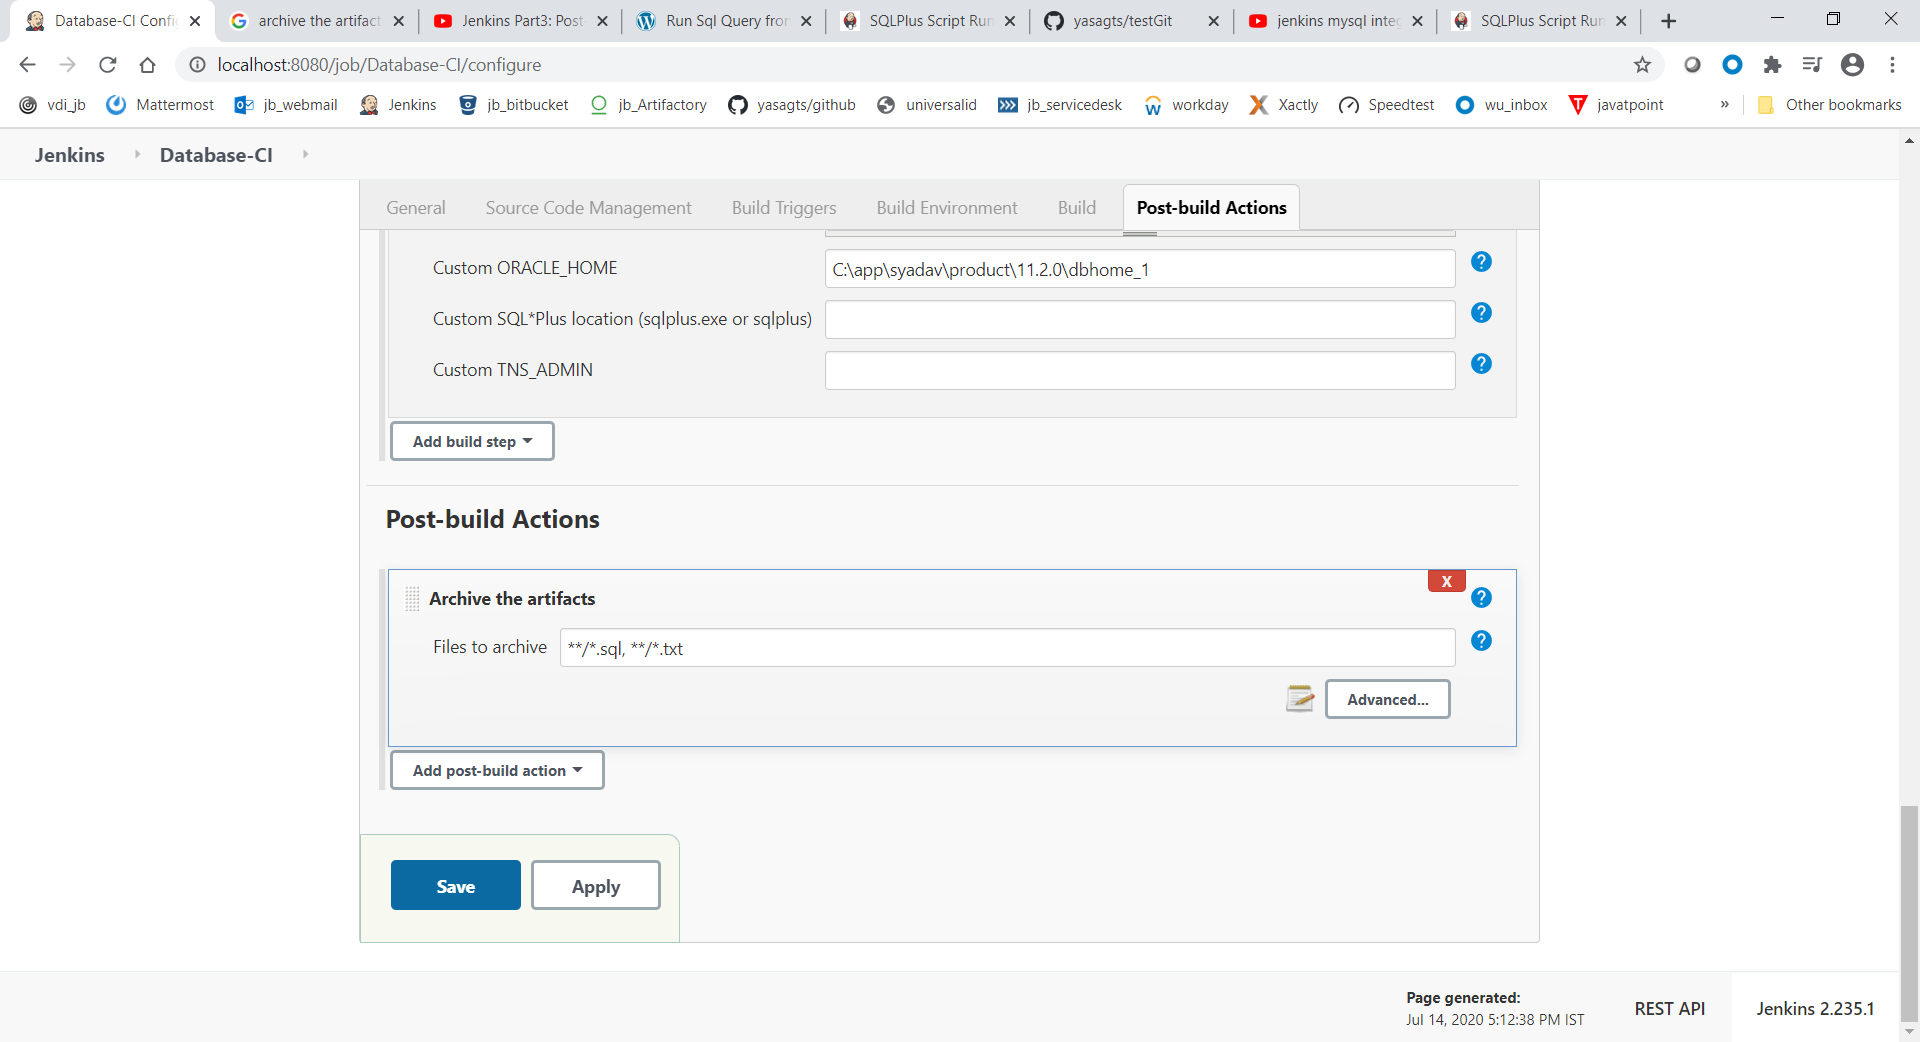 Database-CI Confi
archive the artifact
Jenkins Part3: Post
Run Sql Query fron
SQLPlus Script Run
yasagts/testGit
jenkins mysql integ
SQLPlus Script Run
localhost:8080/job/Database-CI/configure
vdi_jb Mattermost jb_webmail Jenkins jb_bitbucket jb_Artifactory yasagts/github universalid jb_servicedesk workday Xactly Speedtest wu_inbox javatpoint » Other bookmarks
Jenkins Database-CI
General Source Code Management Build Triggers Build Environment Build Post-build Actions
Custom ORACLE_HOME C:\app\syadav\product\11.2.0\dbhome_1
Custom SQL*Plus location (sqlplus.exe or sqlplus)
Custom TNS_ADMIN
Add build step
Post-build Actions
X
Archive the artifacts
Files to archive **/*.sql, **/*.txt
Advanced...
Add post-build action
Save Apply
Page generated:
Jul 14, 2020 5:12:38 PM IST
REST API
Jenkins 2.235.1